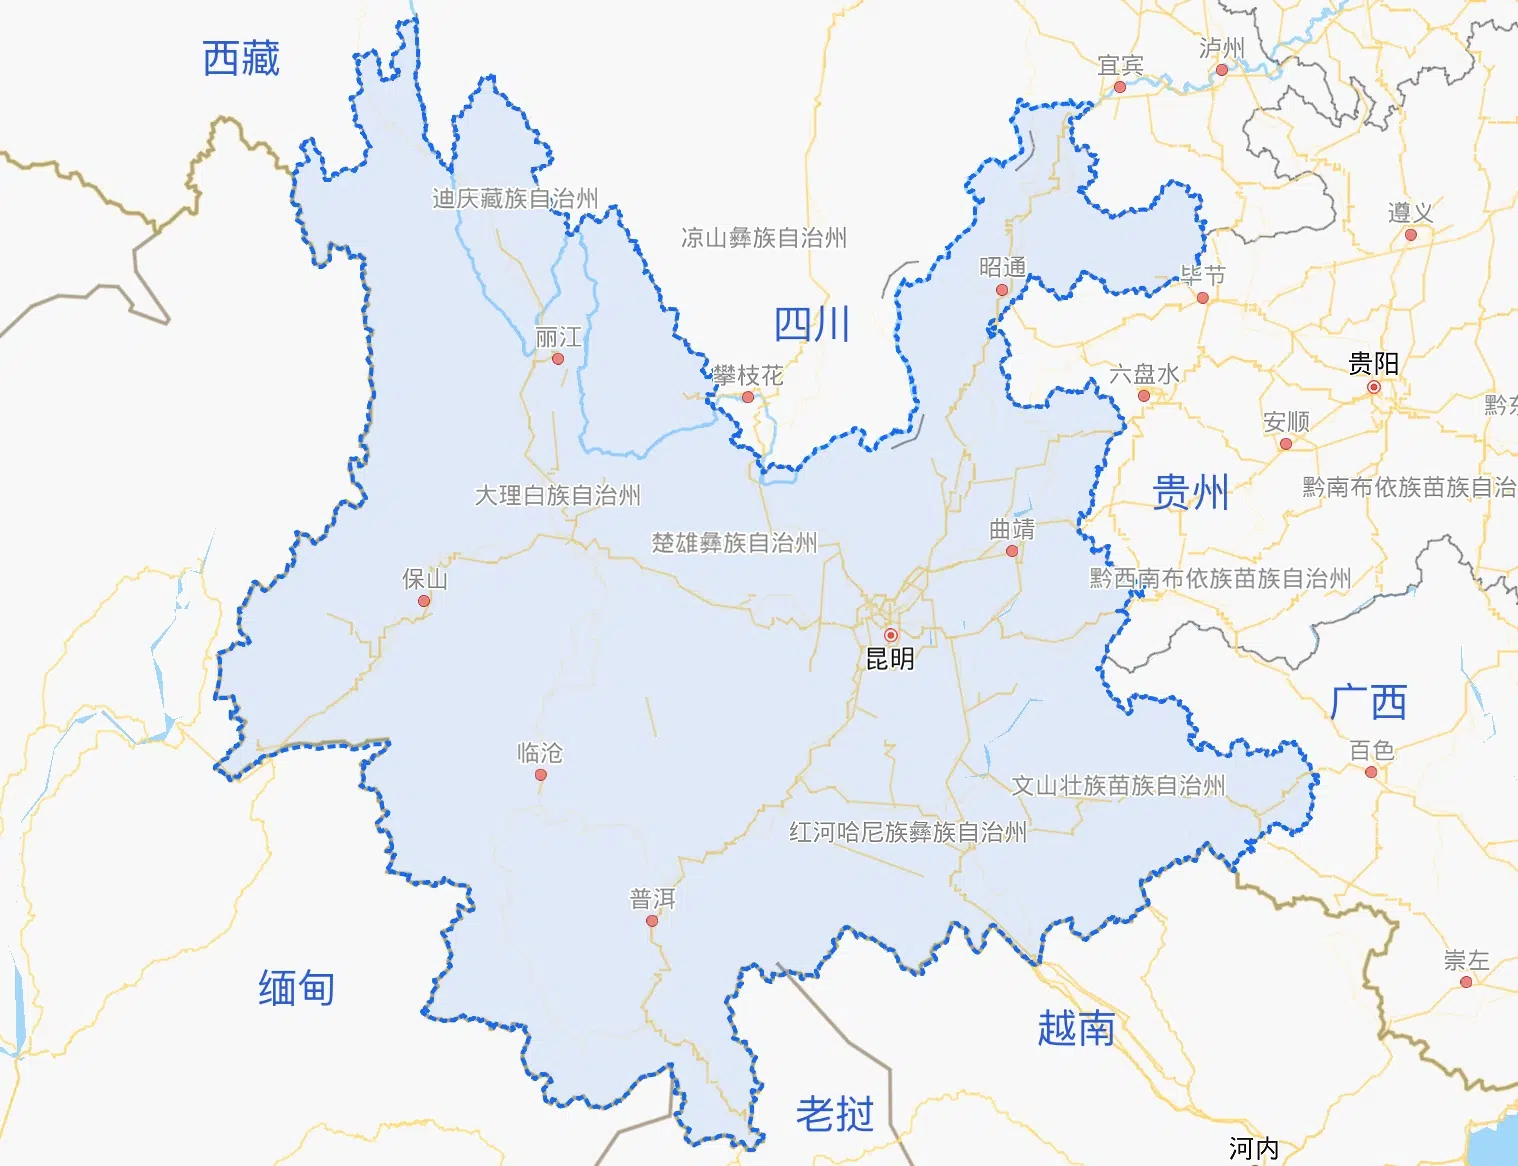 西藏
泸州
宜宾
迪庆藏族自治州
遵义
凉山彝族自治州
昭通
毕节
四川
丽江
贵阳
攀枝花
六盘水
安顺
黔东
贵州
黔南布依族苗族自治
大理白族自治州
曲靖
楚雄彝族自治州
保山
黔西南布依族苗族自治州
昆明
广西
百色
临沧
文山壮族苗族自治州
红河哈尼族彝族自治州
普洱
崇左
缅甸
越南
老挝
河内